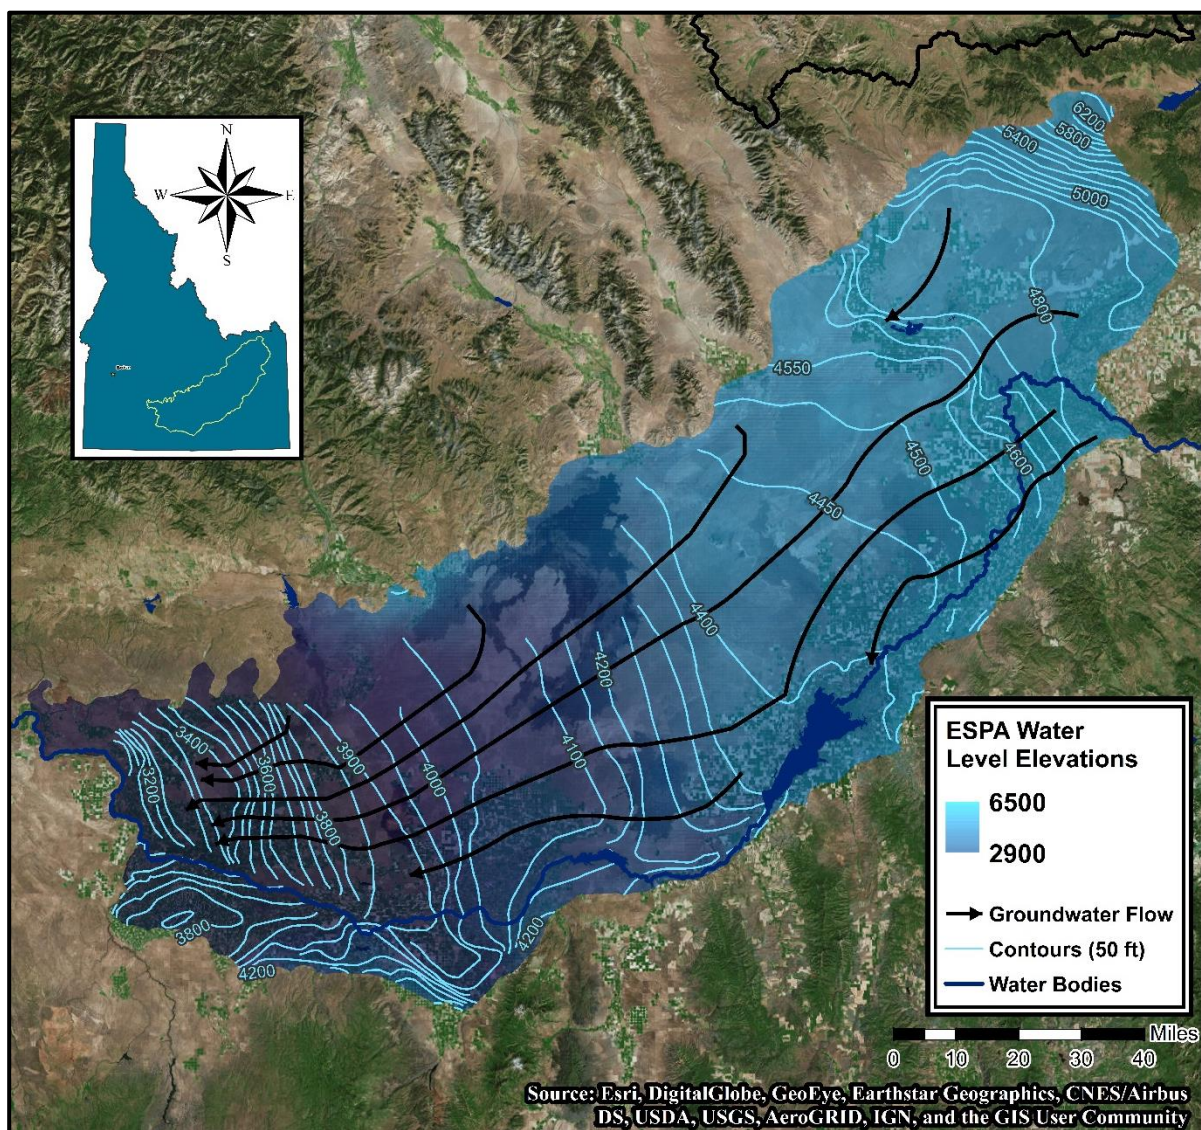 N
W
E
S
Boise
6200
5400
5800
5000
4800
4550
4500
4600
4450
4400
4200
4100
4000
3900
3800
3600
3400
3200
3800
4200
4200
ESPA Water
Level Elevations
6500
2900
Groundwater Flow
Contours (50 ft)
Water Bodies
Miles
0 10 20 30 40
Source: Esri, DigitalGlobe, GeoEye, Earthstar Geographics, CNES/Airbus
DS, USDA, USGS, AeroGRID, IGN, and the GIS User Community